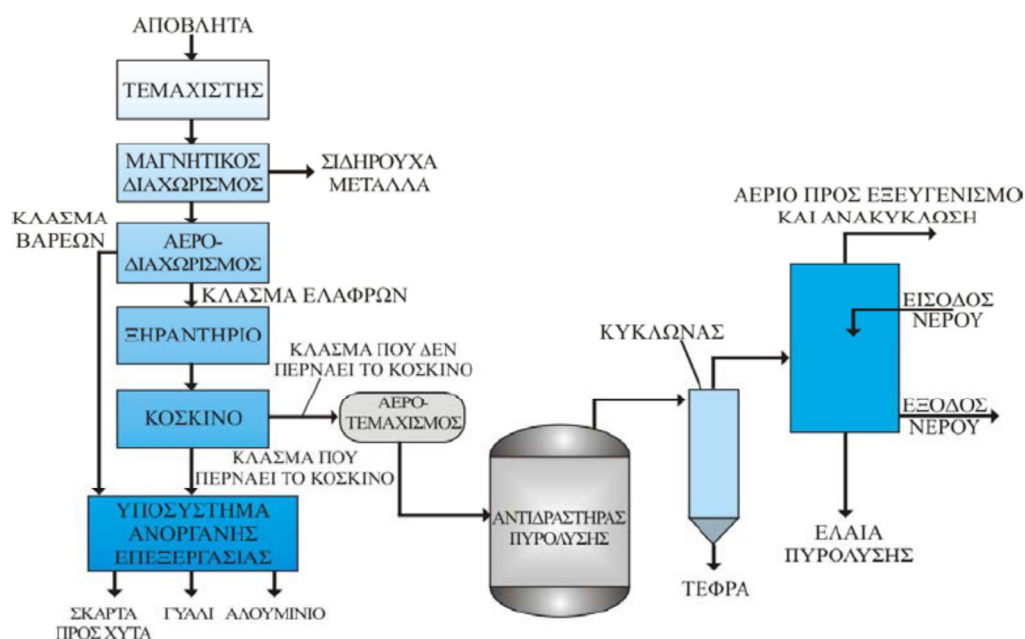 ΑΠΟΒΛΗΤΑ
ΤΕΜΑΧΙΣΤΗΣ
ΜΑΓΝΗΤΙΚΟΣ
ΔΙΑΧΩΡΙΣΜΟΣ
ΣΙΔΗΡΟΥΧΑ
ΜΕΤΑΛΛΑ
ΚΛΑΣΜΑ
ΒΑΡΕΩΝ
ΑΕΡΟ-
ΔΙΑΧΩΡΙΣΜΟΣ
ΚΛΑΣΜΑ ΕΛΑΦΡΩΝ
ΞΗΡΑΝΤΗΡΙΟ
ΚΟΣΚΙΝΟ
ΚΛΑΣΜΑ ΠΟΥ ΔΕΝ
ΠΕΡΝΑΕΙ ΤΟ ΚΟΣΚΙΝΟ
ΑΕΡΟ-
ΤΕΜΑΧΙΣΜΟΣ
ΚΛΑΣΜΑ ΠΟΥ
ΠΕΡΝΑΕΙ ΤΟ ΚΟΣΚΙΝΟ
ΥΠΟΣΥΣΤΗΜΑ
ΑΝΟΡΓΑΝΗΣ
ΕΠΕΞΕΡΓΑΣΙΑΣ
ΣΚΑΡΤΑ
ΠΡΟΣ ΧΥΤΑ
ΓΥΑΛΙ
ΑΛΟΥΜΙΝΙΟ
ΑΝΤΙΔΡΑΣΤΗΡΑΣ
ΠΥΡΟΛΥΣΗΣ
ΚΥΚΛΩΝΑΣ
ΤΕΦΡΑ
ΑΕΡΙΟ ΠΡΟΣ ΕΞΕΥΓΕΝΙΣΜΟ
ΚΑΙ ΑΝΑΚΥΚΛΩΣΗ
ΕΙΣΟΔΟΣ
ΝΕΡΟΥ
ΕΞΟΔΟΣ
ΝΕΡΟΥ
ΕΛΑΙΑ
ΠΥΡΟΛΥΣΗΣ